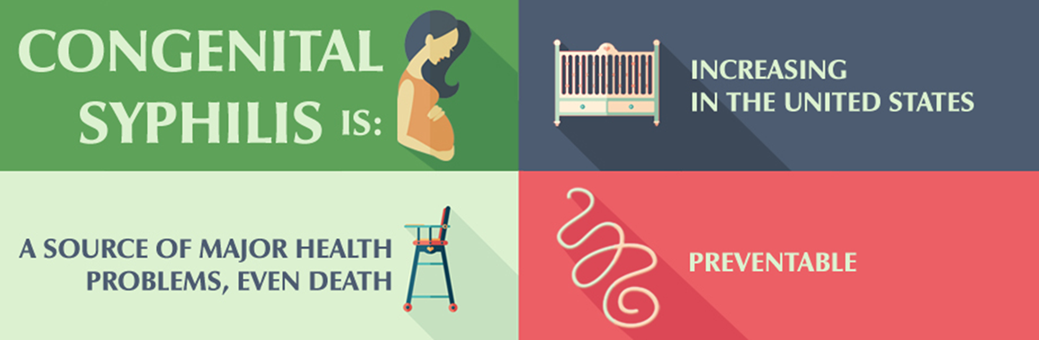 CONGENITAL
SYPHILIS IS:
INCREASING
IN THE UNITED STATES
A SOURCE OF MAJOR HEALTH
PROBLEMS, EVEN DEATH
PREVENTABLE